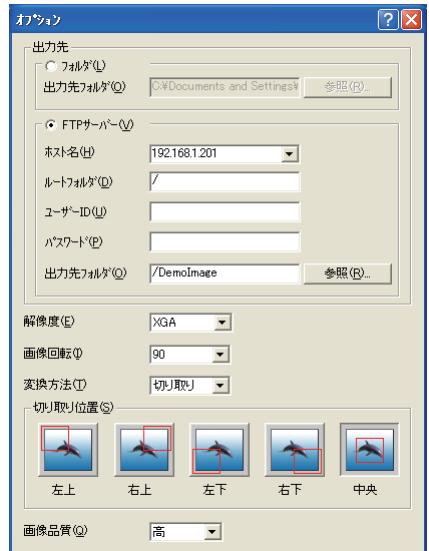 オプション
出力先
フォルダ(L)
出力先フォルダ(O) C:¥Documents and Settings¥ 参照(R)...
FTPサーバー(V)
ホスト名(H) 192.168.1.201
ルートフォルダ(D) /
ユーザーID(U)
パスワード(P)
出力先フォルダ(O) /DemoImage 参照(R)...
解像度(E) XGA
画像回転(I) 90
変換方法(T) 切り取り
切り取り位置(S)
左上 右上 左下 右下 中央
画像品質(Q) 高